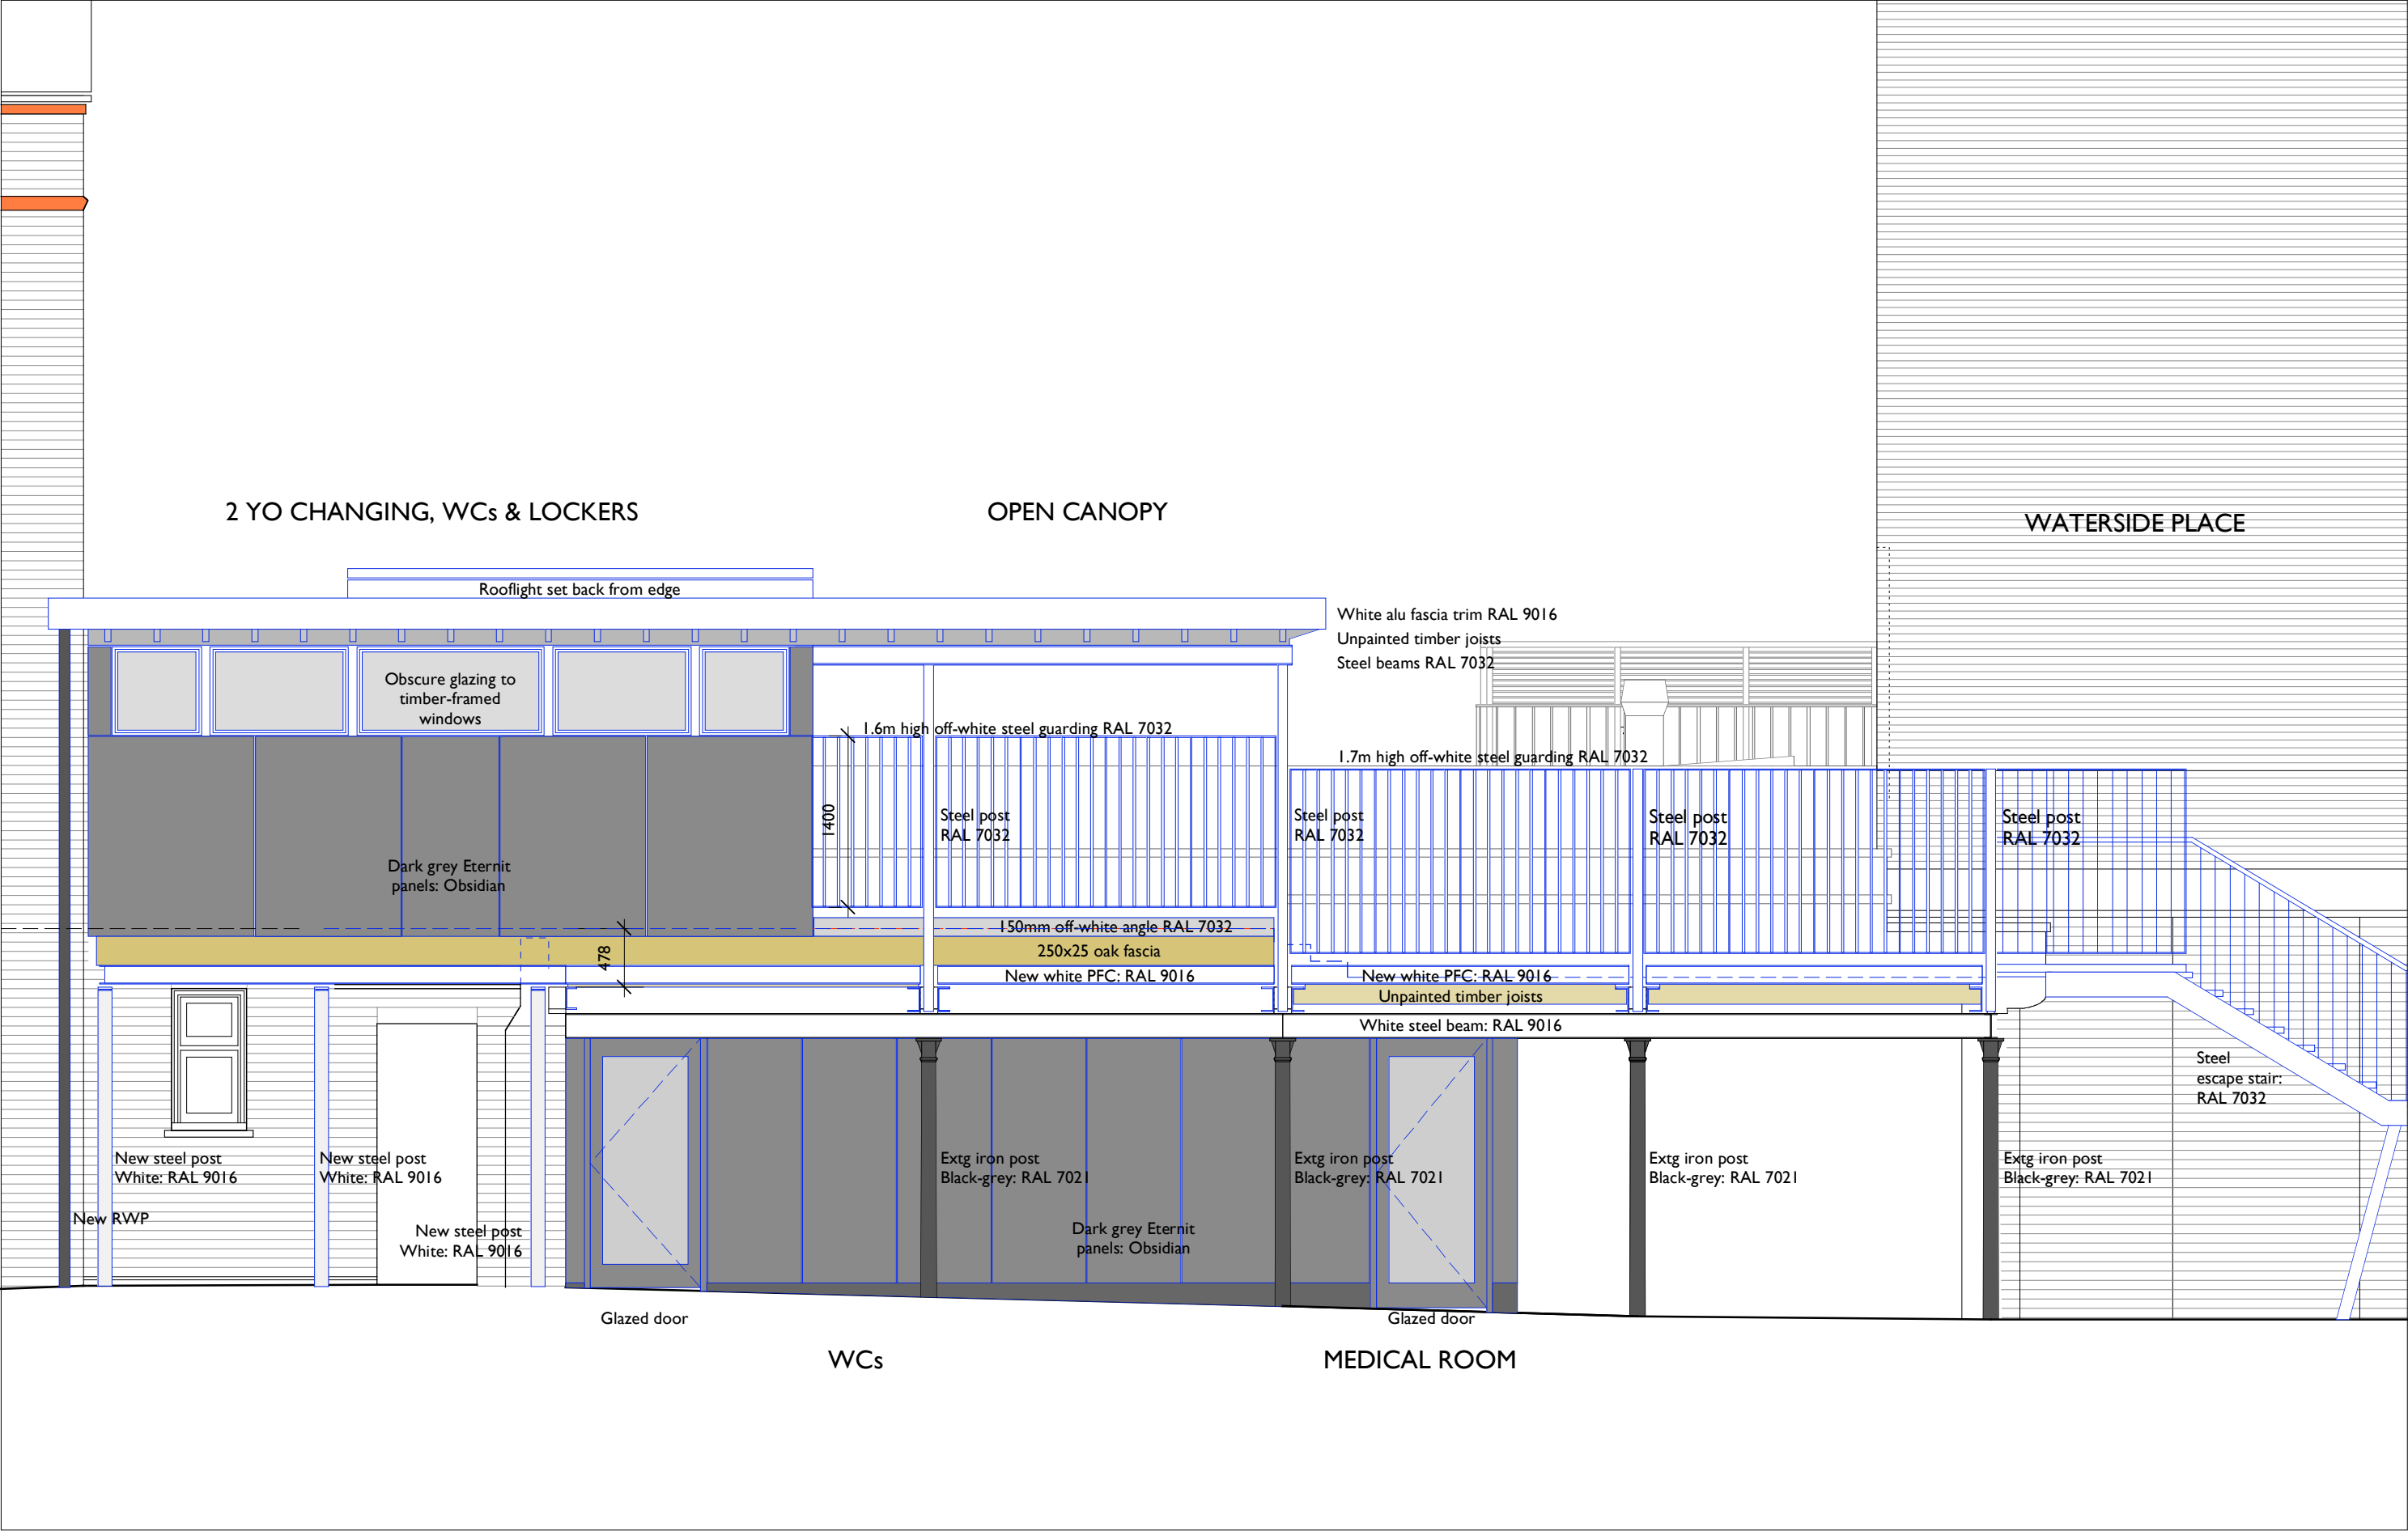 2 YO CHANGING, WCs & LOCKERS
OPEN CANOPY
WATERSIDE PLACE
Rooflight set back from edge
White alu fascia trim RAL 9016
Unpainted timber joists
Steel beams RAL 7032
Obscure glazing to
timber-framed
windows
1.6m high off-white steel guarding RAL 7032
1.7m high off-white steel guarding RAL 7032
1400
Steel post
RAL 7032
Steel post
RAL 7032
Steel post
RAL 7032
Steel post
RAL 7032
Dark grey Eternit
panels: Obsidian
150mm off-white angle RAL 7032
478
250x25 oak fascia
New white PFC: RAL 9016
New white PFC: RAL 9016
Unpainted timber joists
White steel beam: RAL 9016
Steel
escape stair:
RAL 7032
New steel post
White: RAL 9016
New steel post
White: RAL 9016
Extg iron post
Black-grey: RAL 7021
Extg iron post
Black-grey: RAL 7021
Extg iron post
Black-grey: RAL 7021
Extg iron post
Black-grey: RAL 7021
New RWP
New steel post
White: RAL 9016
Dark grey Eternit
panels: Obsidian
Glazed door
Glazed door
WCs
MEDICAL ROOM